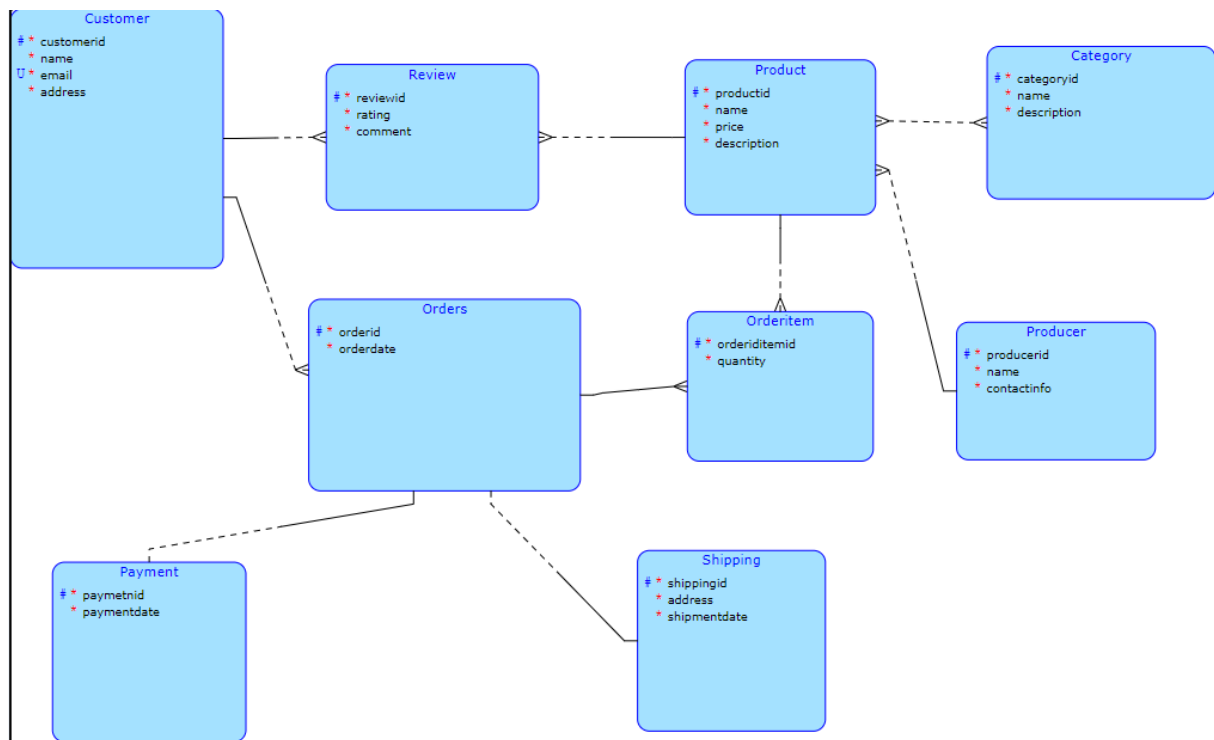 Customer
# * customerid
* name
U * email
* address
Review
# * reviewid
* rating
* comment
Product
# * productid
* name
* price
* description
Category
# * categoryid
* name
* description
Orders
# * orderid
* orderdate
Orderitem
# * orderiditemid
* quantity
Producer
# * producerid
* name
* contactinfo
Payment
# * paymetnid
* paymentdate
Shipping
# * shippingid
* address
* shipmentdate